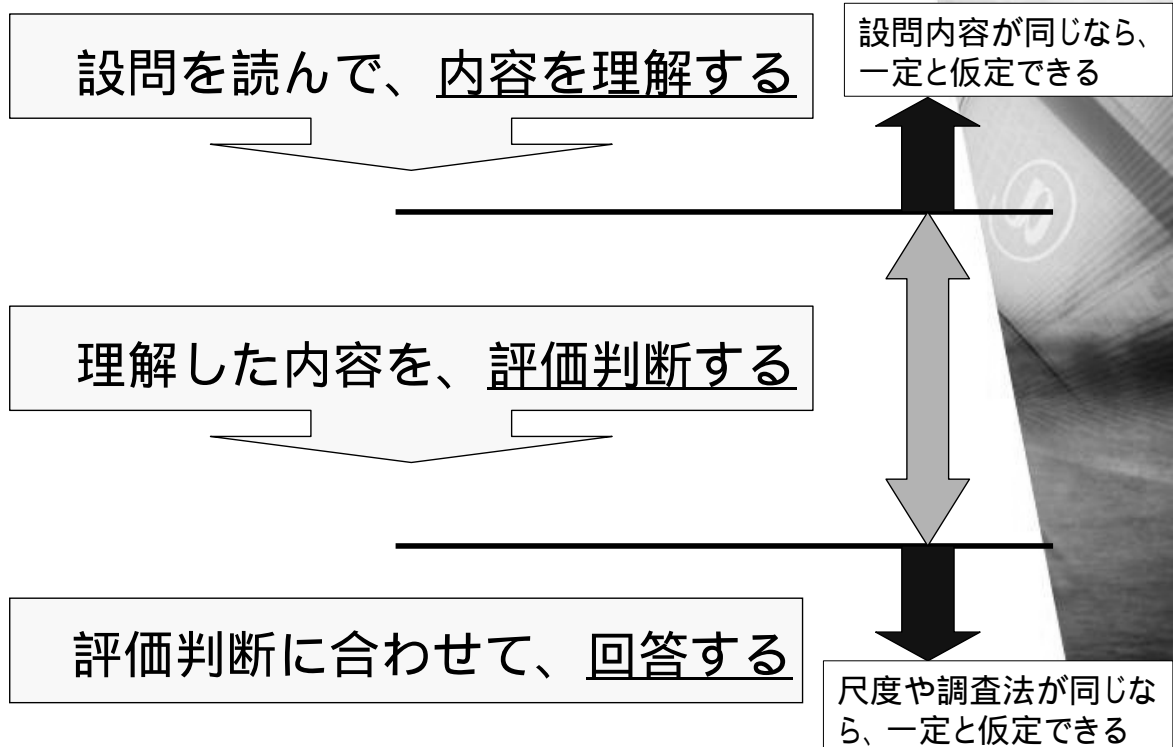 設問を読んで、内容を理解する
設問内容が同じなら、
一定と仮定できる
理解した内容を、評価判断する
評価判断に合わせて、回答する
尺度や調査法が同じな
ら、一定と仮定できる